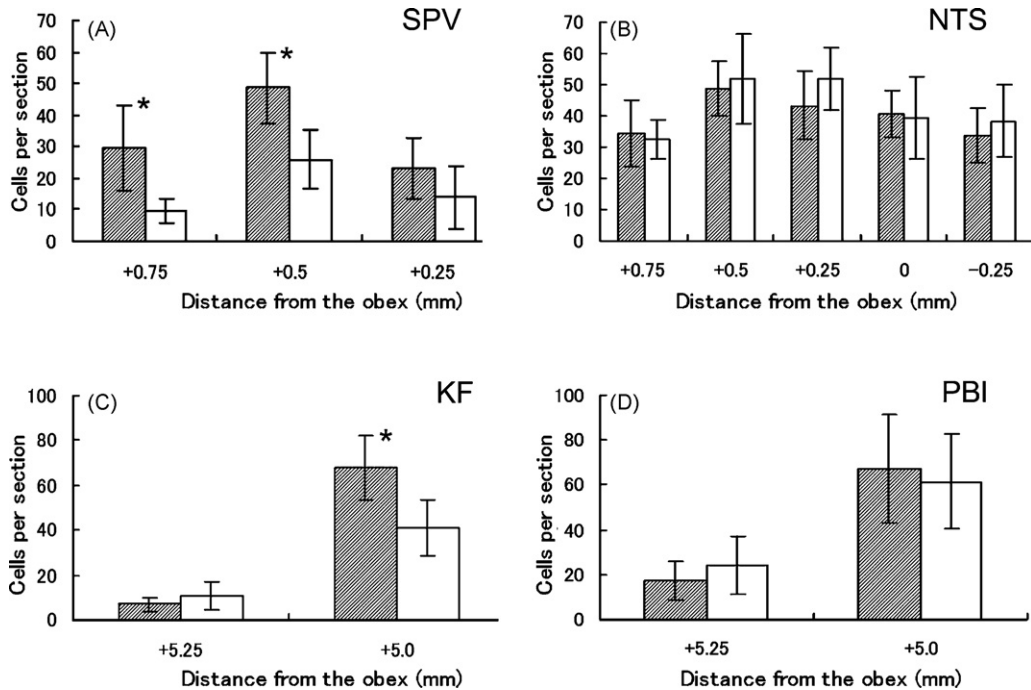 (A) SPV
Cells per section
70
60
50
40
30
20
10
0
* *
+0.75 +0.5 +0.25
Distance from the obex (mm)
(B) NTS
Cells per section
70
60
50
40
30
20
10
0
+0.75 +0.5 +0.25 0 −0.25
Distance from the obex (mm)
(C) KF
Cells per section
100
80
60
40
20
0
*
+5.25 +5.0
Distance from the obex (mm)
(D) PBI
Cells per section
100
80
60
40
20
0
+5.25 +5.0
Distance from the obex (mm)